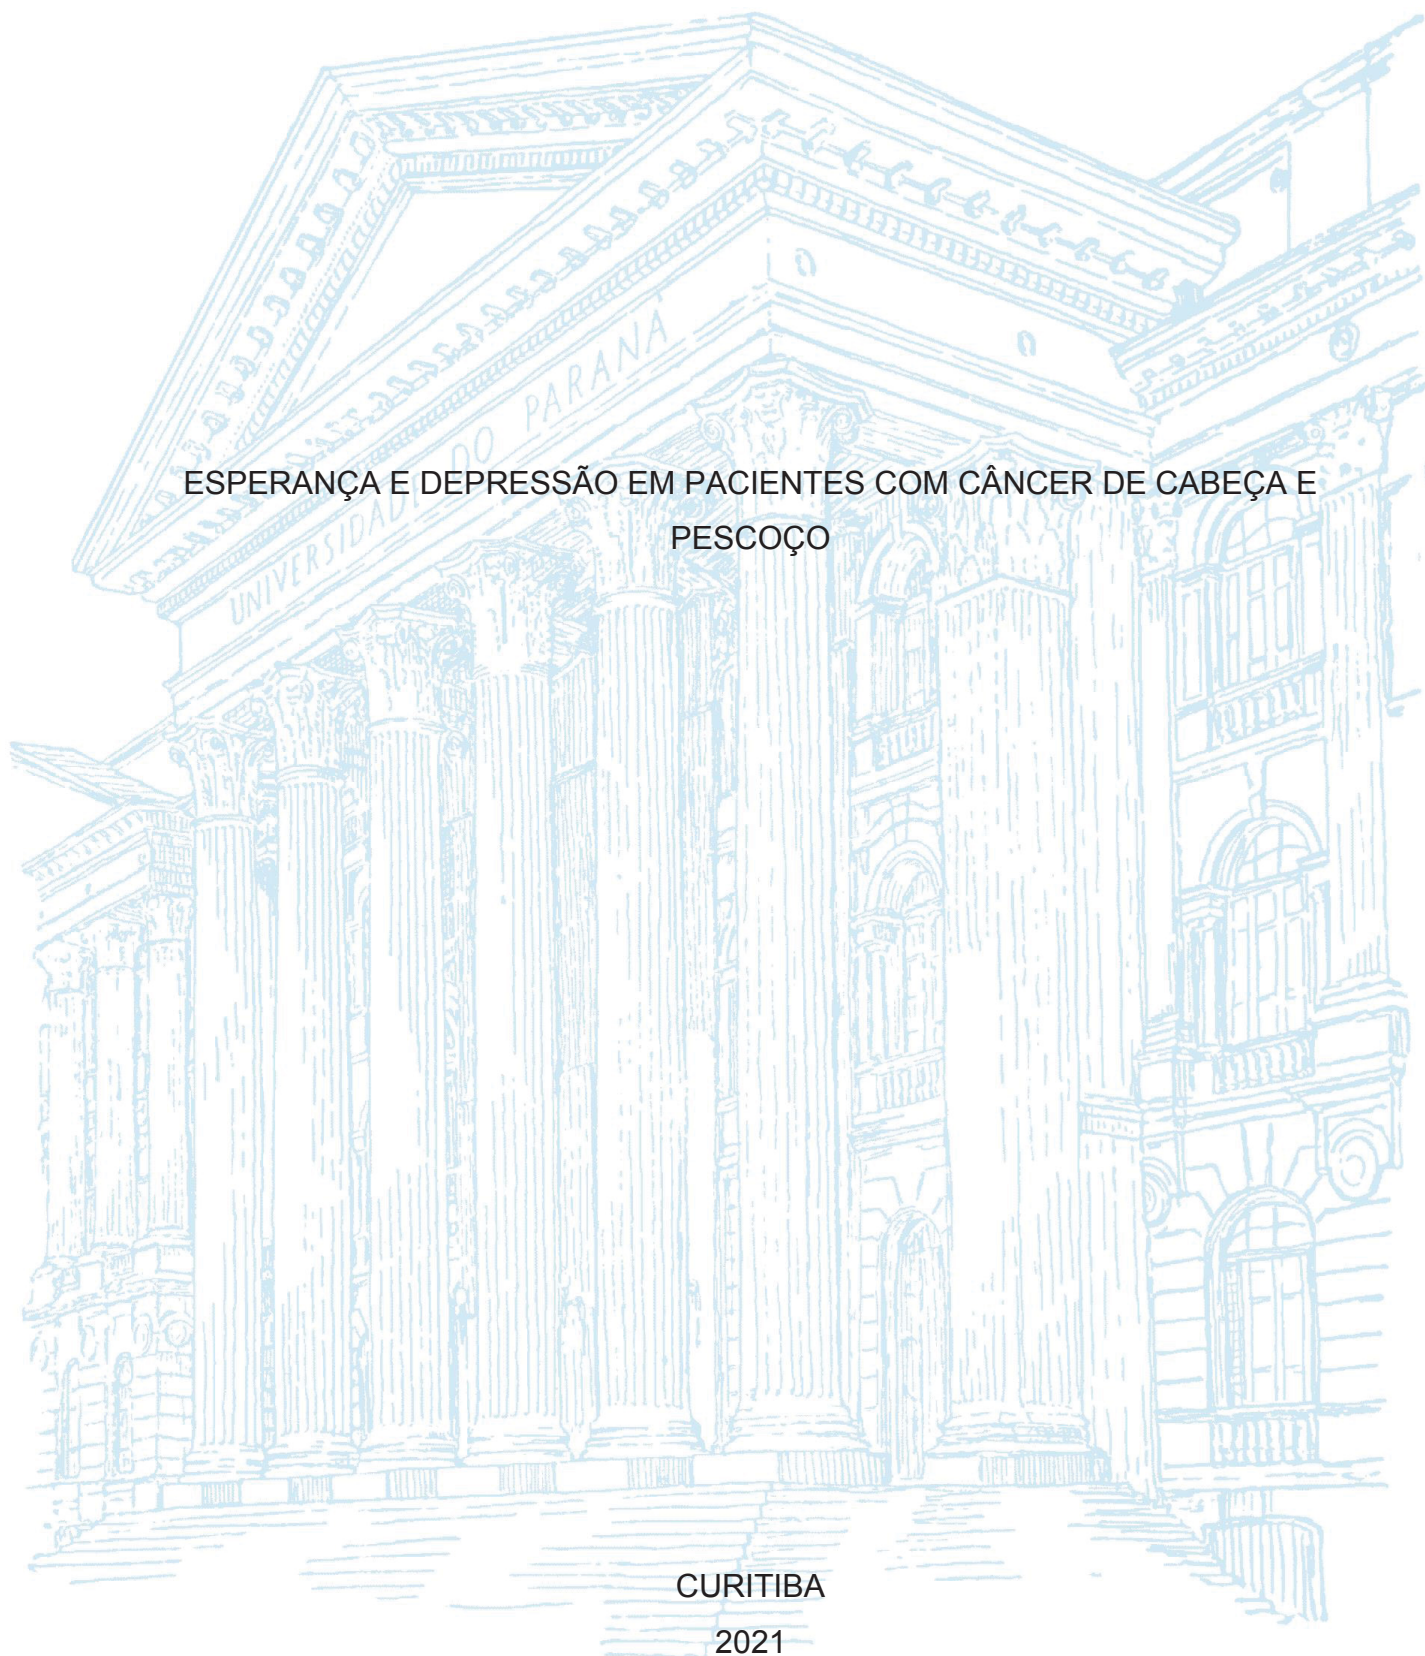 UNIVERSIDADE DO PARANÁ
ESPERANÇA E DEPRESSÃO EM PACIENTES COM CÂNCER DE CABEÇA E
PESCOÇO
CURITIBA
2021